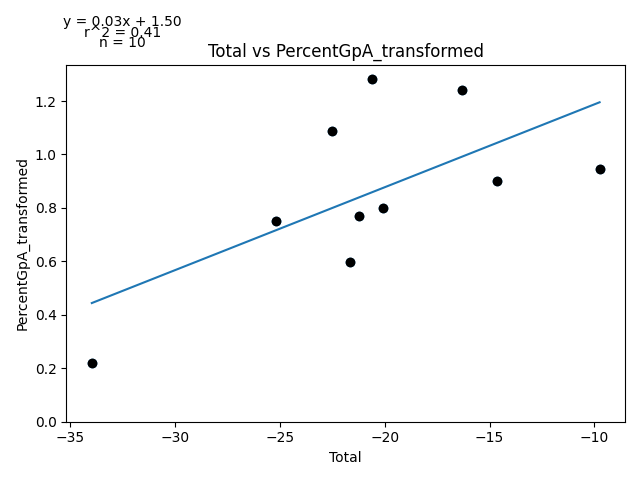 y = 0.03x + 1.50
r^2 = 0.41
n = 10
Total vs PercentGpA_transformed
PercentGpA_transformed
1.2
1.0
0.8
0.6
0.4
0.2
0.0
−35 −30 −25 −20 −15 −10
Total